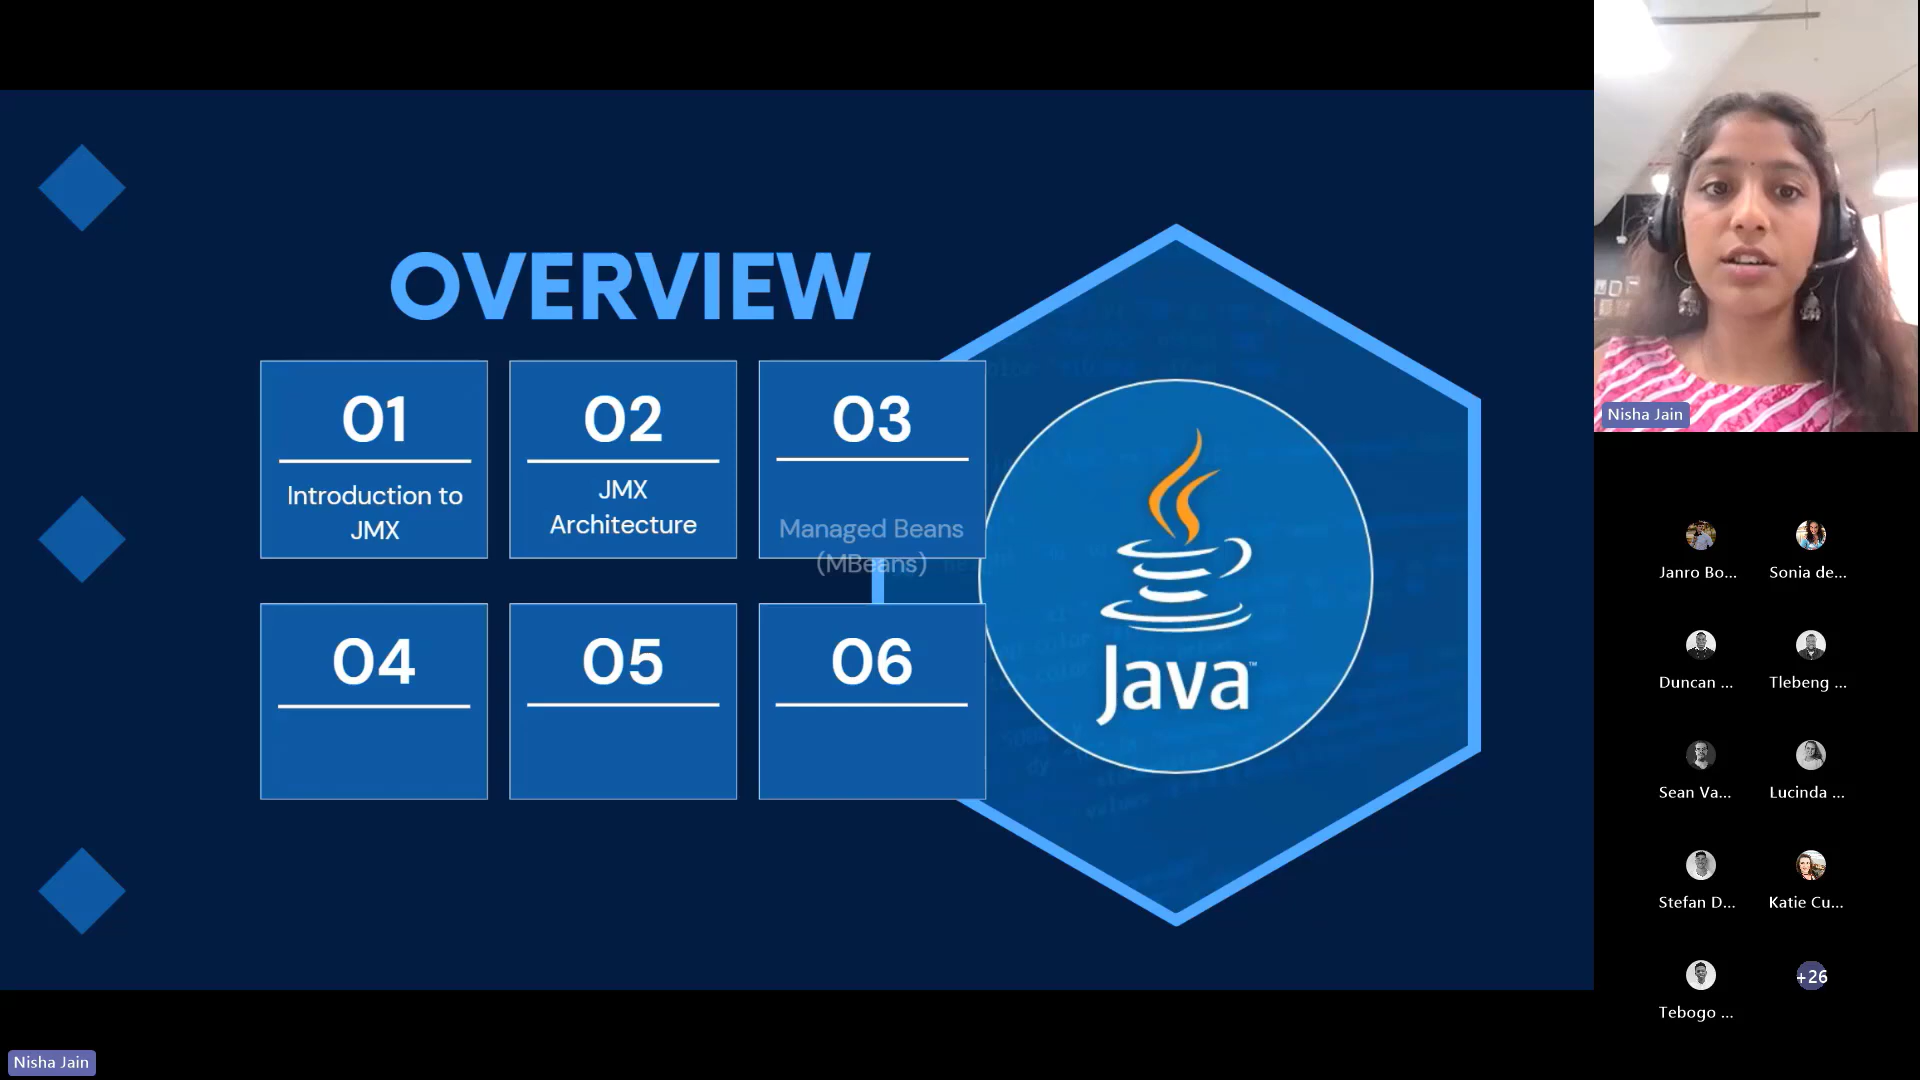 OVERVIEW
01
Introduction to
JMX
02
JMX
Architecture
03
Managed Beans
(MBeans)
04
05
06
Java™
Nisha Jain
Janro Bo...
Sonia de...
Duncan ...
Tlebeng ...
Sean Va...
Lucinda ...
Stefan D...
Katie Cu...
Tebogo ...
+26
Nisha Jain